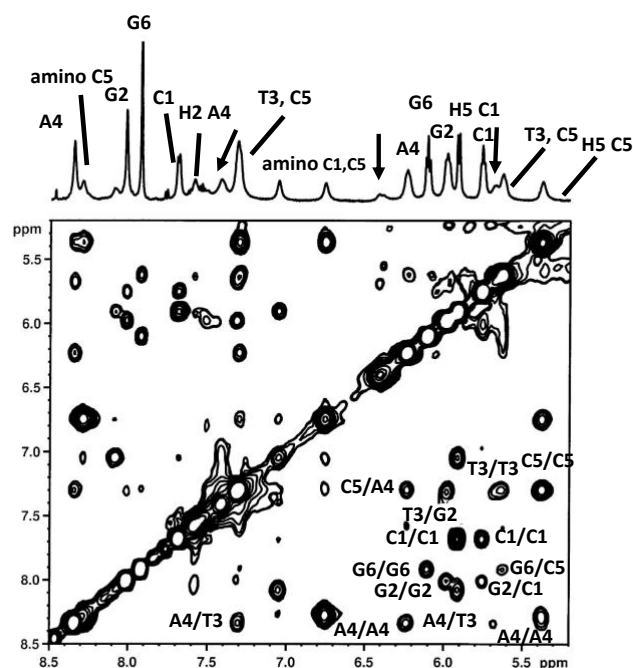 G6
amino C5
G2
A4
C1
H2 A4
T3, C5
amino C1,C5
G6
H5 C1
G2
C1
A4
T3, C5
H5 C5
ppm
5.5
6.0
6.5
7.0
7.5
8.0
8.5
C5/A4
T3/T3
C5/C5
T3/G2
C1/C1
C1/C1
G6/G6
G6/C5
G2/G2
G2/C1
A4/T3
A4/A4
A4/T3
A4/A4
8.5 8.0 7.5 7.0 6.5 6.0 5.5 ppm